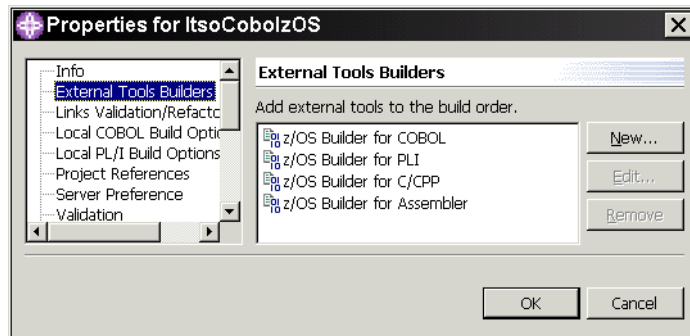 Properties for ItsoCobolzOS
Info
External Tools Builders
Links Validation/Refactc
Local COBOL Build Optic
Local PL/I Build Options
Project References
Server Preference
Validation
External Tools Builders
Add external tools to the build order.
z/OS Builder for COBOL
z/OS Builder for PLI
z/OS Builder for C/CPP
z/OS Builder for Assembler
New...
Edit...
Remove
OK
Cancel